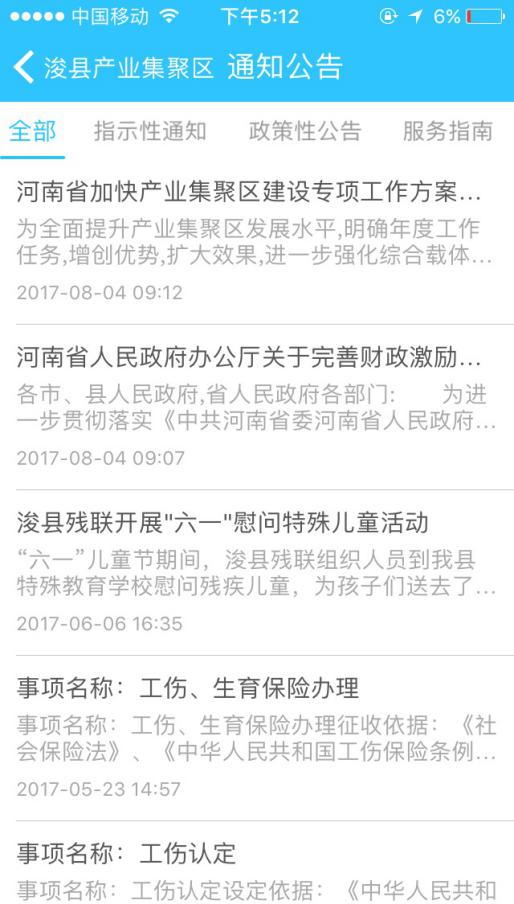 中国移动 下午5:12 6%
浚县产业集聚区 通知公告
全部 指示性通知 政策性公告 服务指南
河南省加快产业集聚区建设专项工作方案...
为全面提升产业集聚区发展水平,明确年度工作
任务,增创优势,扩大效果,进一步强化综合载体...
2017-08-04 09:12
河南省人民政府办公厅关于完善财政激励...
各市、县人民政府,省人民政府各部门： 为进
一步贯彻落实《中共河南省委河南省人民政府...
2017-08-04 09:07
浚县残联开展"六一"慰问特殊儿童活动
“六一”儿童节期间，浚县残联组织人员到我县
特殊教育学校慰问残疾儿童，为孩子们送去了...
2017-06-06 16:35
事项名称：工伤、生育保险办理
事项名称：工伤、生育保险办理征收依据：《社
会保险法》、《中华人民共和国工伤保险条例...
2017-05-23 14:57
事项名称：工伤认定
事项名称：工伤认定设定依据：《中华人民共和